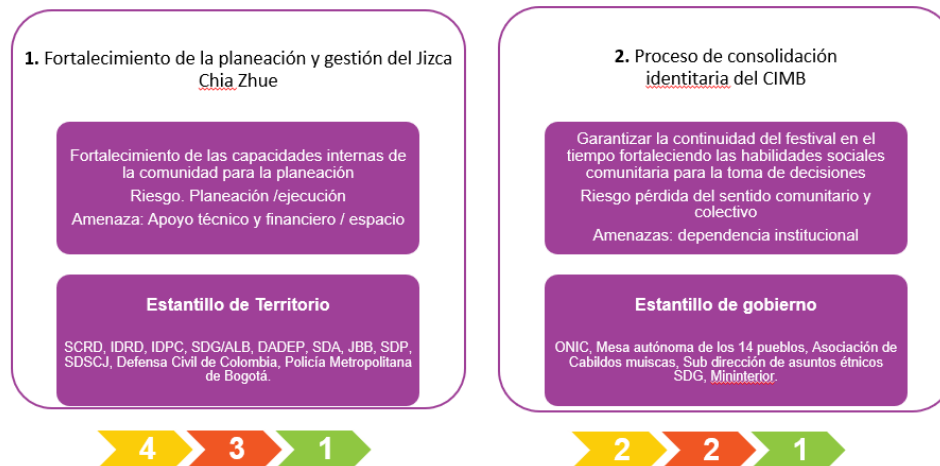 1. Fortalecimiento de la planeación y gestión del Jizca
Chia Zhue
Fortalecimiento de las capacidades internas de
la comunidad para la planeación
Riesgo. Planeación /ejecución
Amenaza: Apoyo técnico y financiero / espacio
Estantillo de Territorio
SCRD, IDRD, IDPC, SDG/ALB, DADEP, SDA, JBB, SDP,
SDSCJ, Defensa Civil de Colombia, Policía Metropolitana
de Bogotá.
4 3 1
2. Proceso de consolidación
identitaria del CIMB
Garantizar la continuidad del festival en el
tiempo fortaleciendo las habilidades sociales
comunitaria para la toma de decisiones
Riesgo pérdida del sentido comunitario y
colectivo
Amenazas: dependencia institucional
Estantillo de gobierno
ONIC, Mesa autónoma de los 14 pueblos, Asociación de
Cabildos muiscas, Sub dirección de asuntos étnicos
SDG, Mininterior.
2 2 1